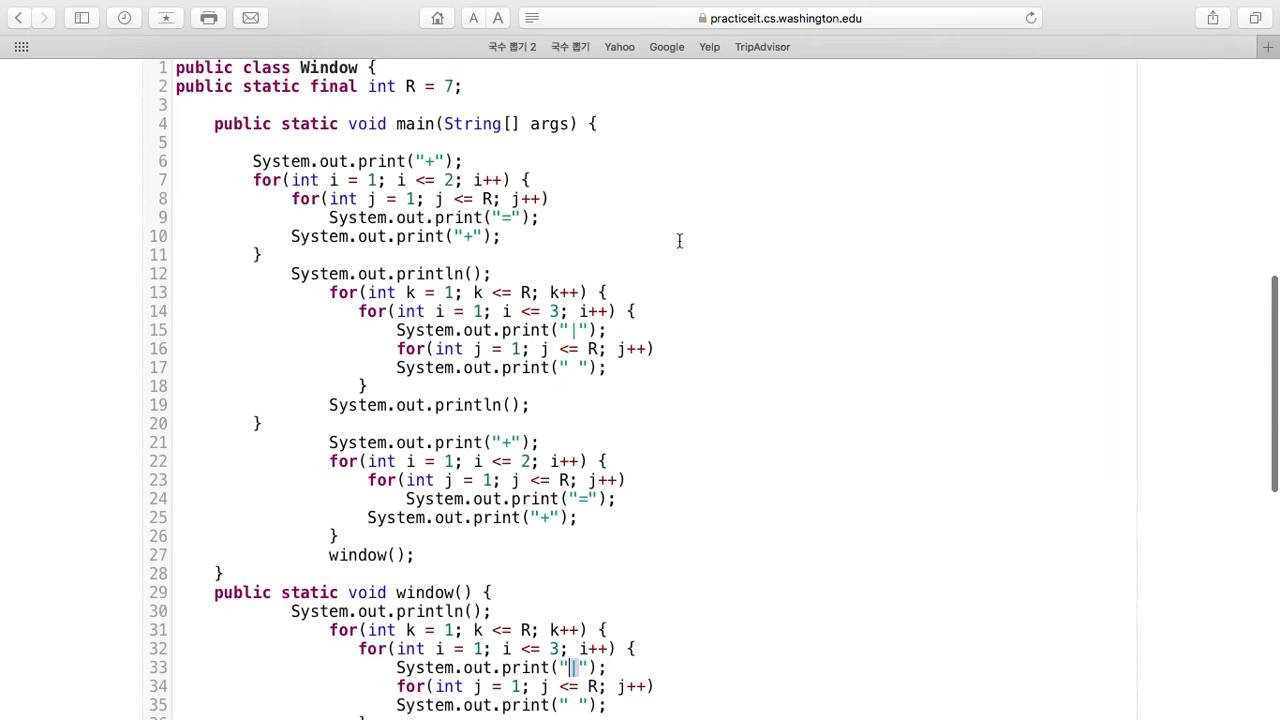 A A
practiceit.cs.washington.edu
국수 뽑기 2 국수 뽑기 Yahoo Google Yelp TripAdvisor
1 public class Window {
2 public static final int R = 7;
3
4 public static void main(String[] args) {
5
6 System.out.print("+");
7 for(int i = 1; i <= 2; i++) {
8 for(int j = 1; j <= R; j++)
9 System.out.print("=");
10 System.out.print("+");
11 }
12 System.out.println();
13 for(int k = 1; k <= R; k++) {
14 for(int i = 1; i <= 3; i++) {
15 System.out.print("|");
16 for(int j = 1; j <= R; j++)
17 System.out.print(" ");
18 }
19 System.out.println();
20 }
21 System.out.print("+");
22 for(int i = 1; i <= 2; i++) {
23 for(int j = 1; j <= R; j++)
24 System.out.print("=");
25 System.out.print("+");
26 }
27 window();
28 }
29 public static void window() {
30 System.out.println();
31 for(int k = 1; k <= R; k++) {
32 for(int i = 1; i <= 3; i++) {
33 System.out.print("|");
34 for(int j = 1; j <= R; j++)
35 System.out.print(" ");